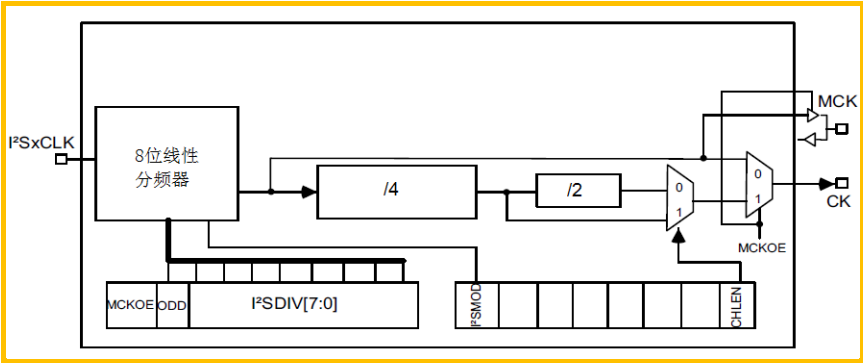 MCK
I²SxCLK
8位线性
分频器
/4
/2
0
1
0
1
CK
MCKOE
MCKOE
ODD
I²SDIV[7:0]
I²SMOD
CHLEN